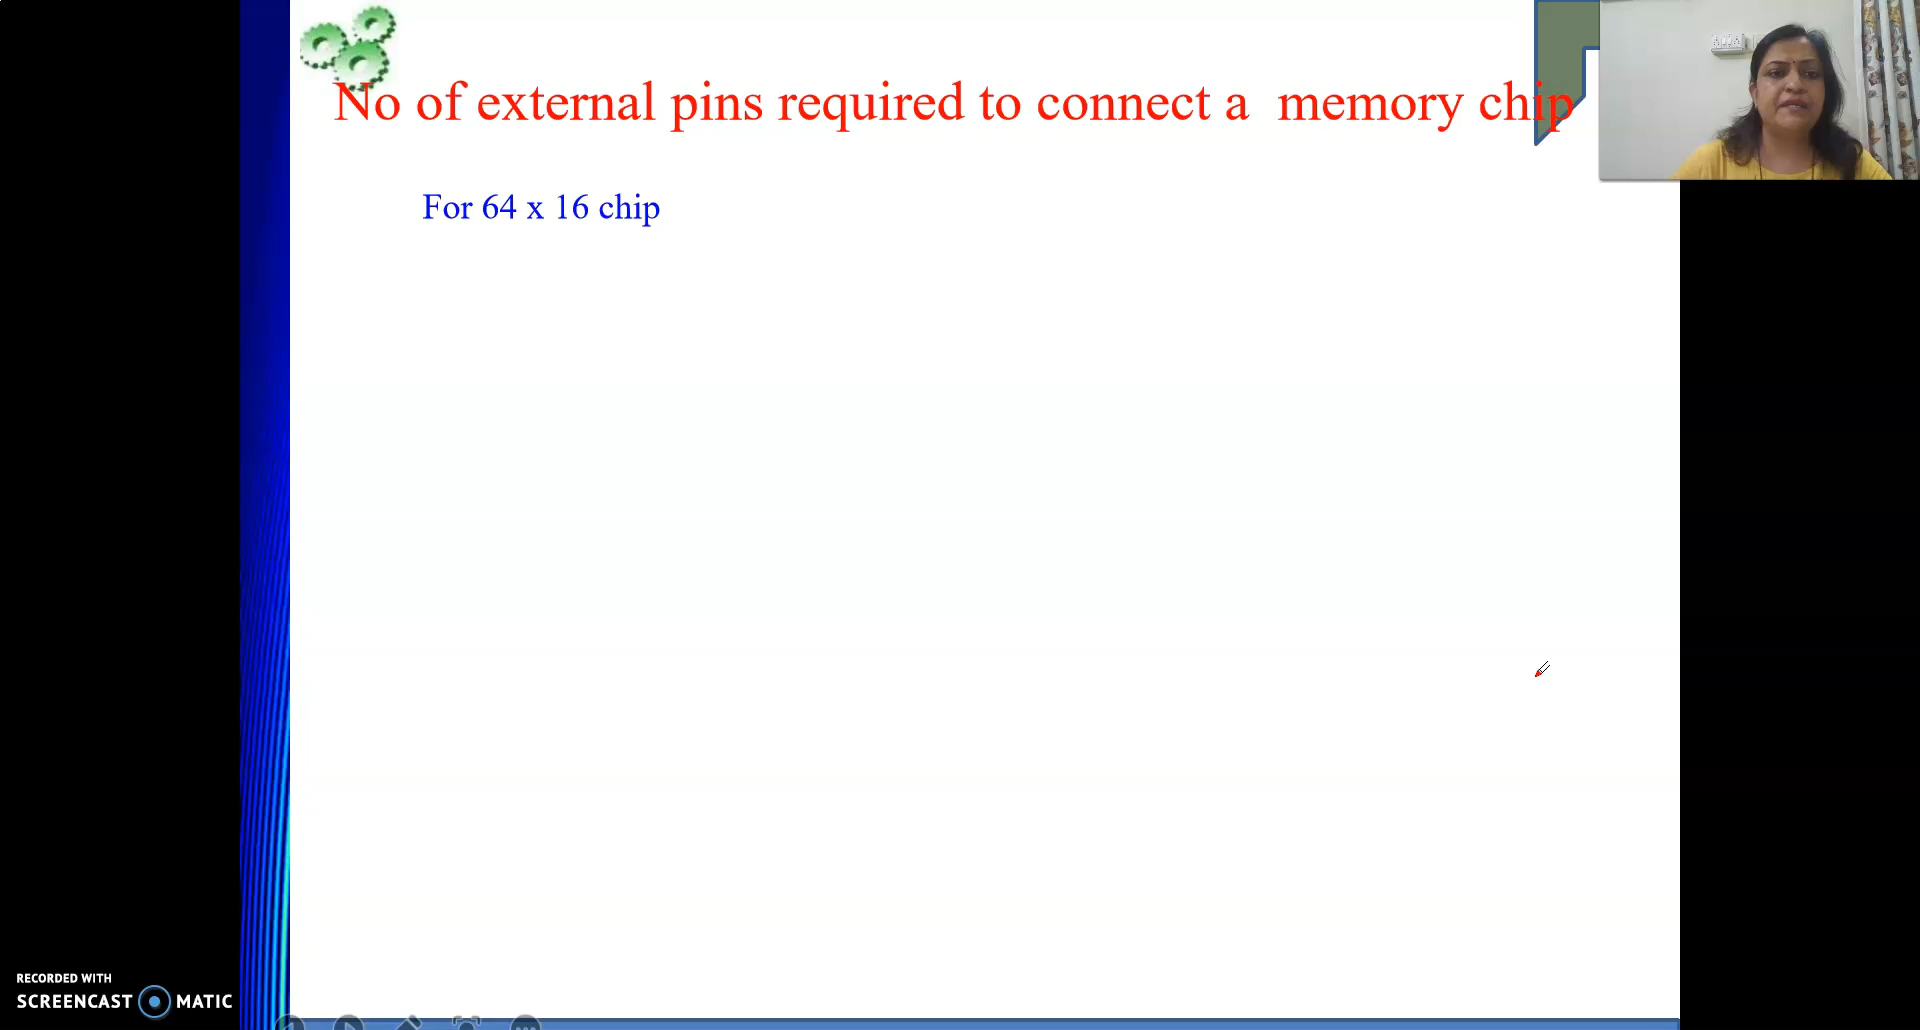 No of external pins required to connect a memory chip
For 64 x 16 chip
RECORDED WITH
SCREENCAST MATIC